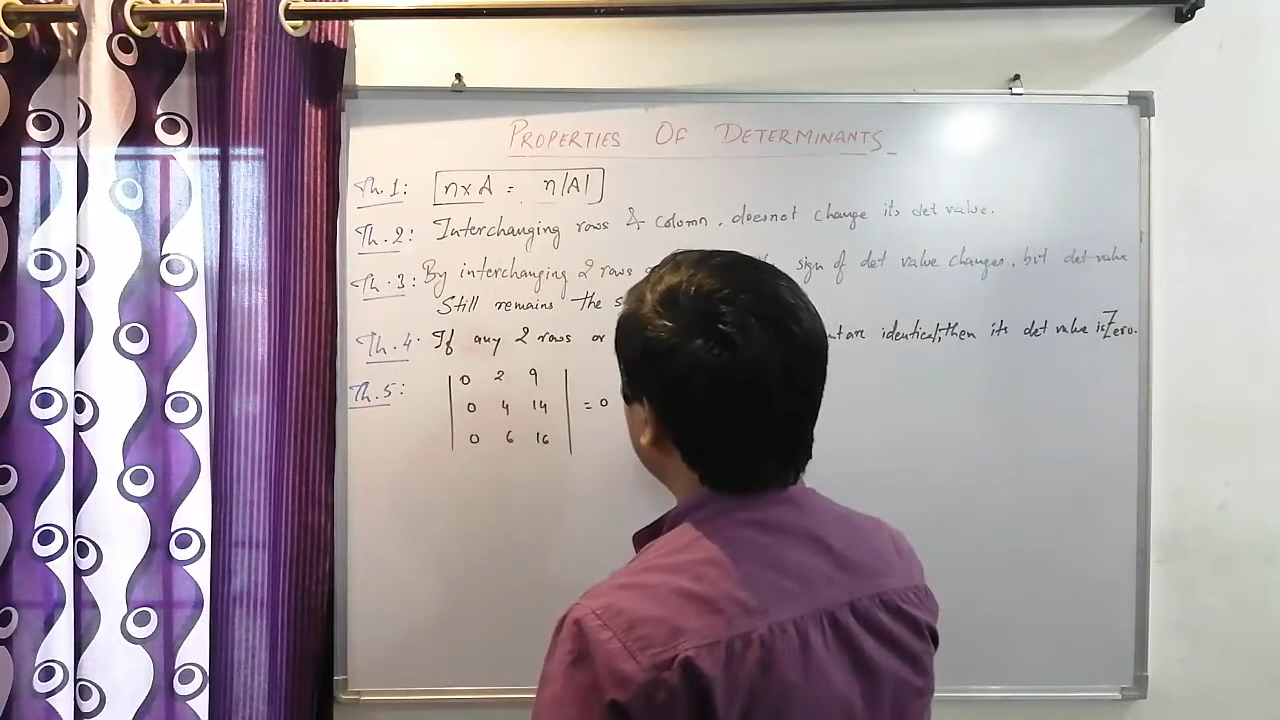 PROPERTIES OF DETERMINANTS
Th.1: n×A = n|A|
Th.2: Interchanging rows & column, doesnot change its det value.
Th.3: By interchanging 2 rows sign of det value changes, but det value
Still remains the
Th.4. If any 2 rows or are identical, then its det value is Zero.
Th.5: | 0 2 9 |
| 0 4 14 | = 0
| 0 6 16 |